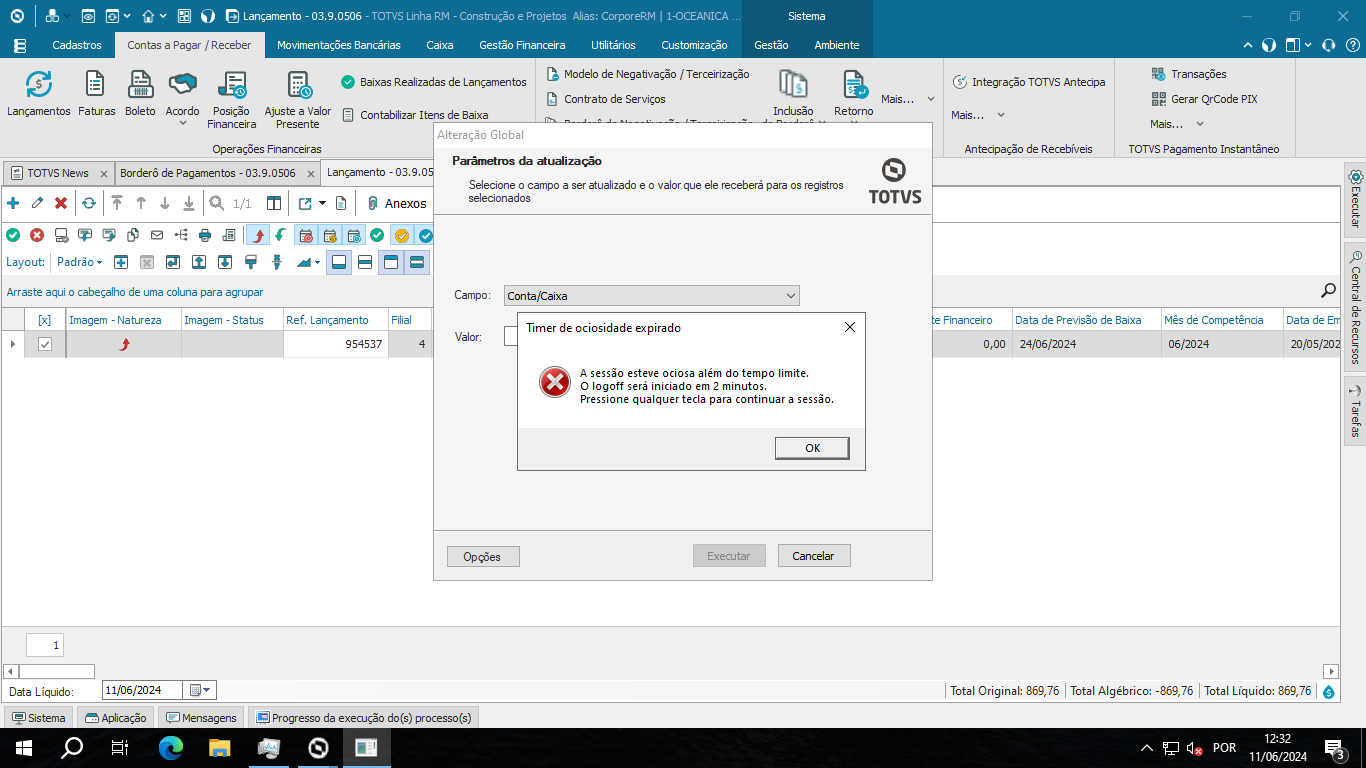 Lançamento - 03.9.0506 - TOTVS Linha RM - Construção e Projetos Alias: CorporeRM | 1-OCEANICA ...
Sistema
Cadastros
Contas a Pagar / Receber
Movimentações Bancárias
Caixa
Gestão Financeira
Utilitários
Customização
Gestão
Ambiente
Lançamentos
Faturas
Boleto
Acordo
Posição
Financeira
Ajuste a Valor
Presente
Baixas Realizadas de Lançamentos
Contabilizar Itens de Baixa
Operações Financeiras
Modelo de Negativação / Terceirização
Contrato de Serviços
Borderô de Negativação / Terceirização
Inclusão
Retorno
Mais...
Integração TOTVS Antecipa
Mais...
Antecipação de Recebíveis
Transações
Gerar QrCode PIX
Mais...
TOTVS Pagamento Instantâneo
TOTVS News
Borderô de Pagamentos - 03.9.0506
Lançamento - 03.9.05
1/1
Anexos
Layout:
Padrão
Arraste aqui o cabeçalho de uma coluna para agrupar
[x]
Imagem - Natureza
Imagem - Status
Ref. Lançamento
Filial
te Financeiro
Data de Previsão de Baixa
Mês de Competência
Data de Em
954537
4
0,00
24/06/2024
06/2024
20/05/202
Alteração Global
Parâmetros da atualização
Selecione o campo a ser atualizado e o valor que ele receberá para os registros
selecionados
TOTVS
Campo:
Conta/Caixa
Valor:
Timer de ociosidade expirado
A sessão esteve ociosa além do tempo limite.
O logoff será iniciado em 2 minutos.
Pressione qualquer tecla para continuar a sessão.
OK
Opções
Executar
Cancelar
Executar
Central de Recursos
Tarefas
1
Data Líquido:
11/06/2024
Total Original: 869,76
Total Algébrico: -869,76
Total Líquido: 869,76
Sistema
Aplicação
Mensagens
Progresso da execução do(s) processo(s)
POR
12:32
11/06/2024
3